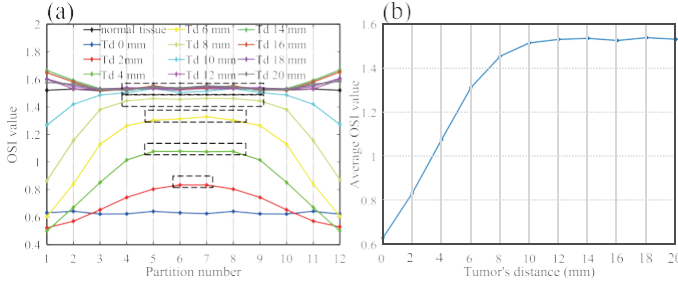 (a)
2
1.8
1.6
1.4
1.2
1
0.8
0.6
0.4
OSI value
normal tissue
Td 0 mm
Td 2mm
Td 4 mm
Td 6 mm
Td 8 mm
Td 10 mm
Td 12 mm
Td 14 mm
Td 16 mm
Td 18 mm
Td 20 mm
1 2 3 4 5 6 7 8 9 10 11 12
Partition number
(b)
1.6
1.4
1.2
1
0.8
0.6
Average OSI value
0 2 4 6 8 10 12 14 16 18 20
Tumor's distance (mm)